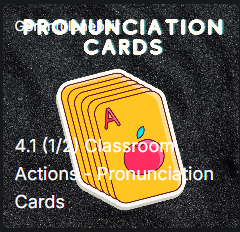 PRONUNCIATION
CARDS
A
4.1 (1/2) Classroom
Actions - Pronunciation
Cards